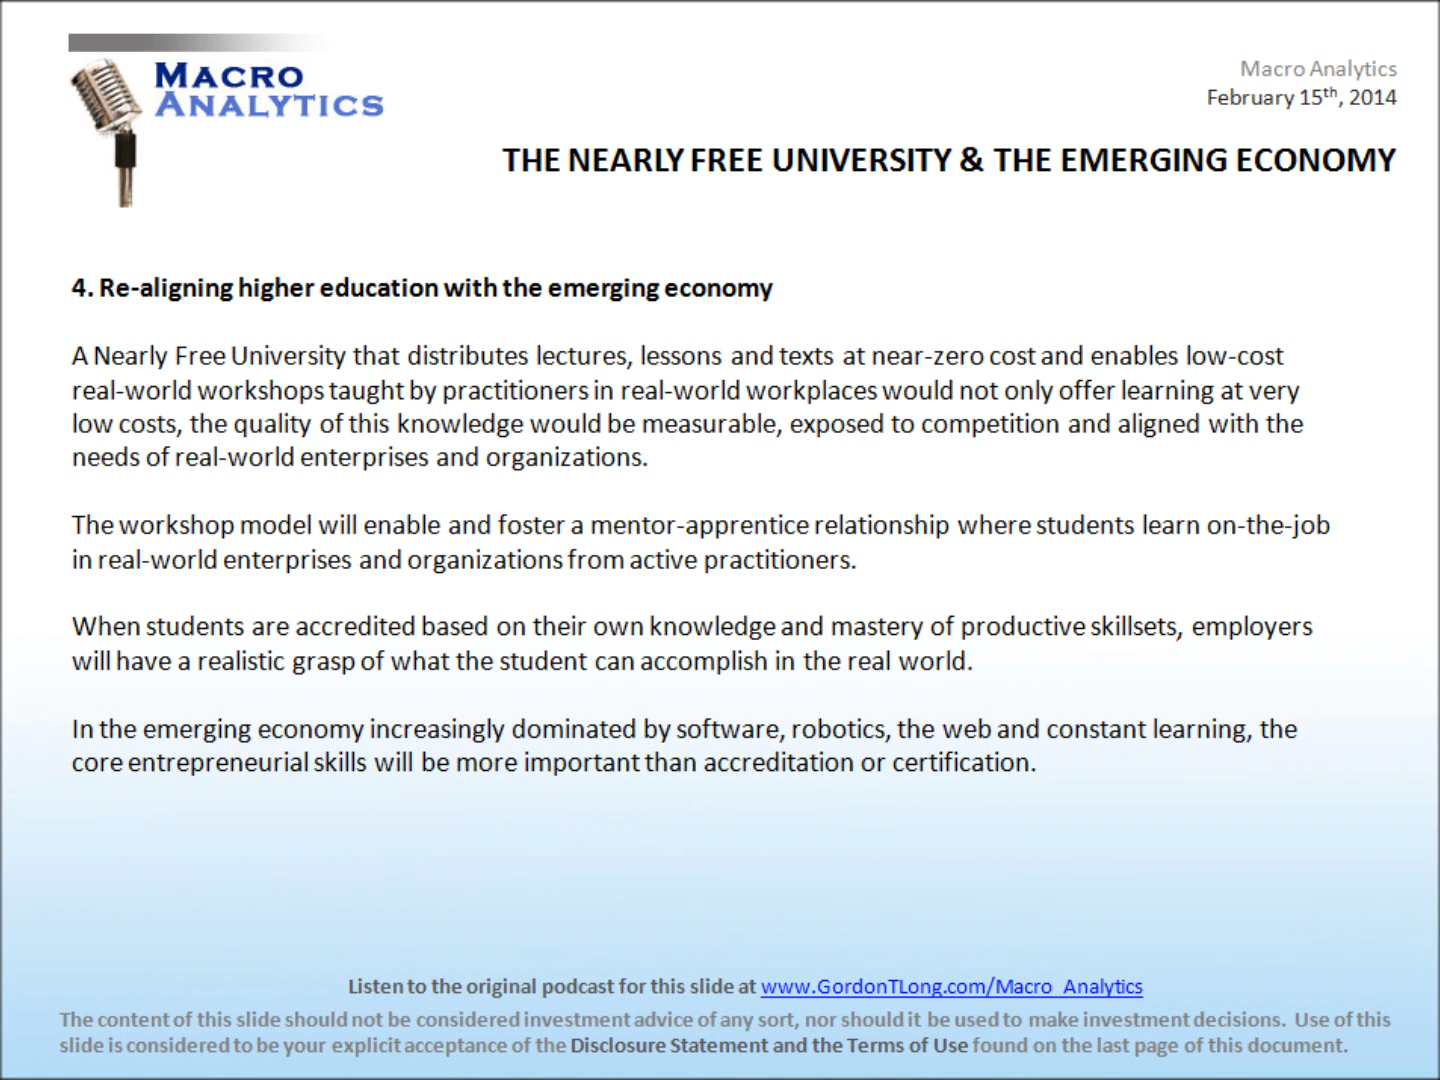 MACRO
ANALYTICS
Macro Analytics
February 15th, 2014
THE NEARLY FREE UNIVERSITY & THE EMERGING ECONOMY
4. Re-aligning higher education with the emerging economy
A Nearly Free University that distributes lectures, lessons and texts at near-zero cost and enables low-cost
real-world workshops taught by practitioners in real-world workplaces would not only offer learning at very
low costs, the quality of this knowledge would be measurable, exposed to competition and aligned with the
needs of real-world enterprises and organizations.
The workshop model will enable and foster a mentor-apprentice relationship where students learn on-the-job
in real-world enterprises and organizations from active practitioners.
When students are accredited based on their own knowledge and mastery of productive skillsets, employers
will have a realistic grasp of what the student can accomplish in the real world.
In the emerging economy increasingly dominated by software, robotics, the web and constant learning, the
core entrepreneurial skills will be more important than accreditation or certification.
Listen to the original podcast for this slide at www.GordonTLong.com/Macro_Analytics
The content of this slide should not be considered investment advice of any sort, nor should it be used to make investment decisions. Use of this
slide is considered to be your explicit acceptance of the Disclosure Statement and the Terms of Use found on the last page of this document.